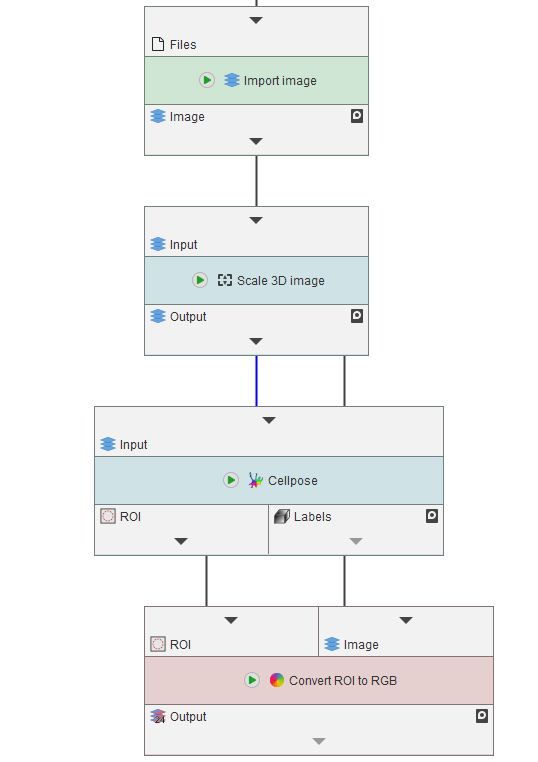 Files
Import image
Image
Input
Scale 3D image
Output
Input
Cellpose
ROI Labels
ROI Image
Convert ROI to RGB
24 Output